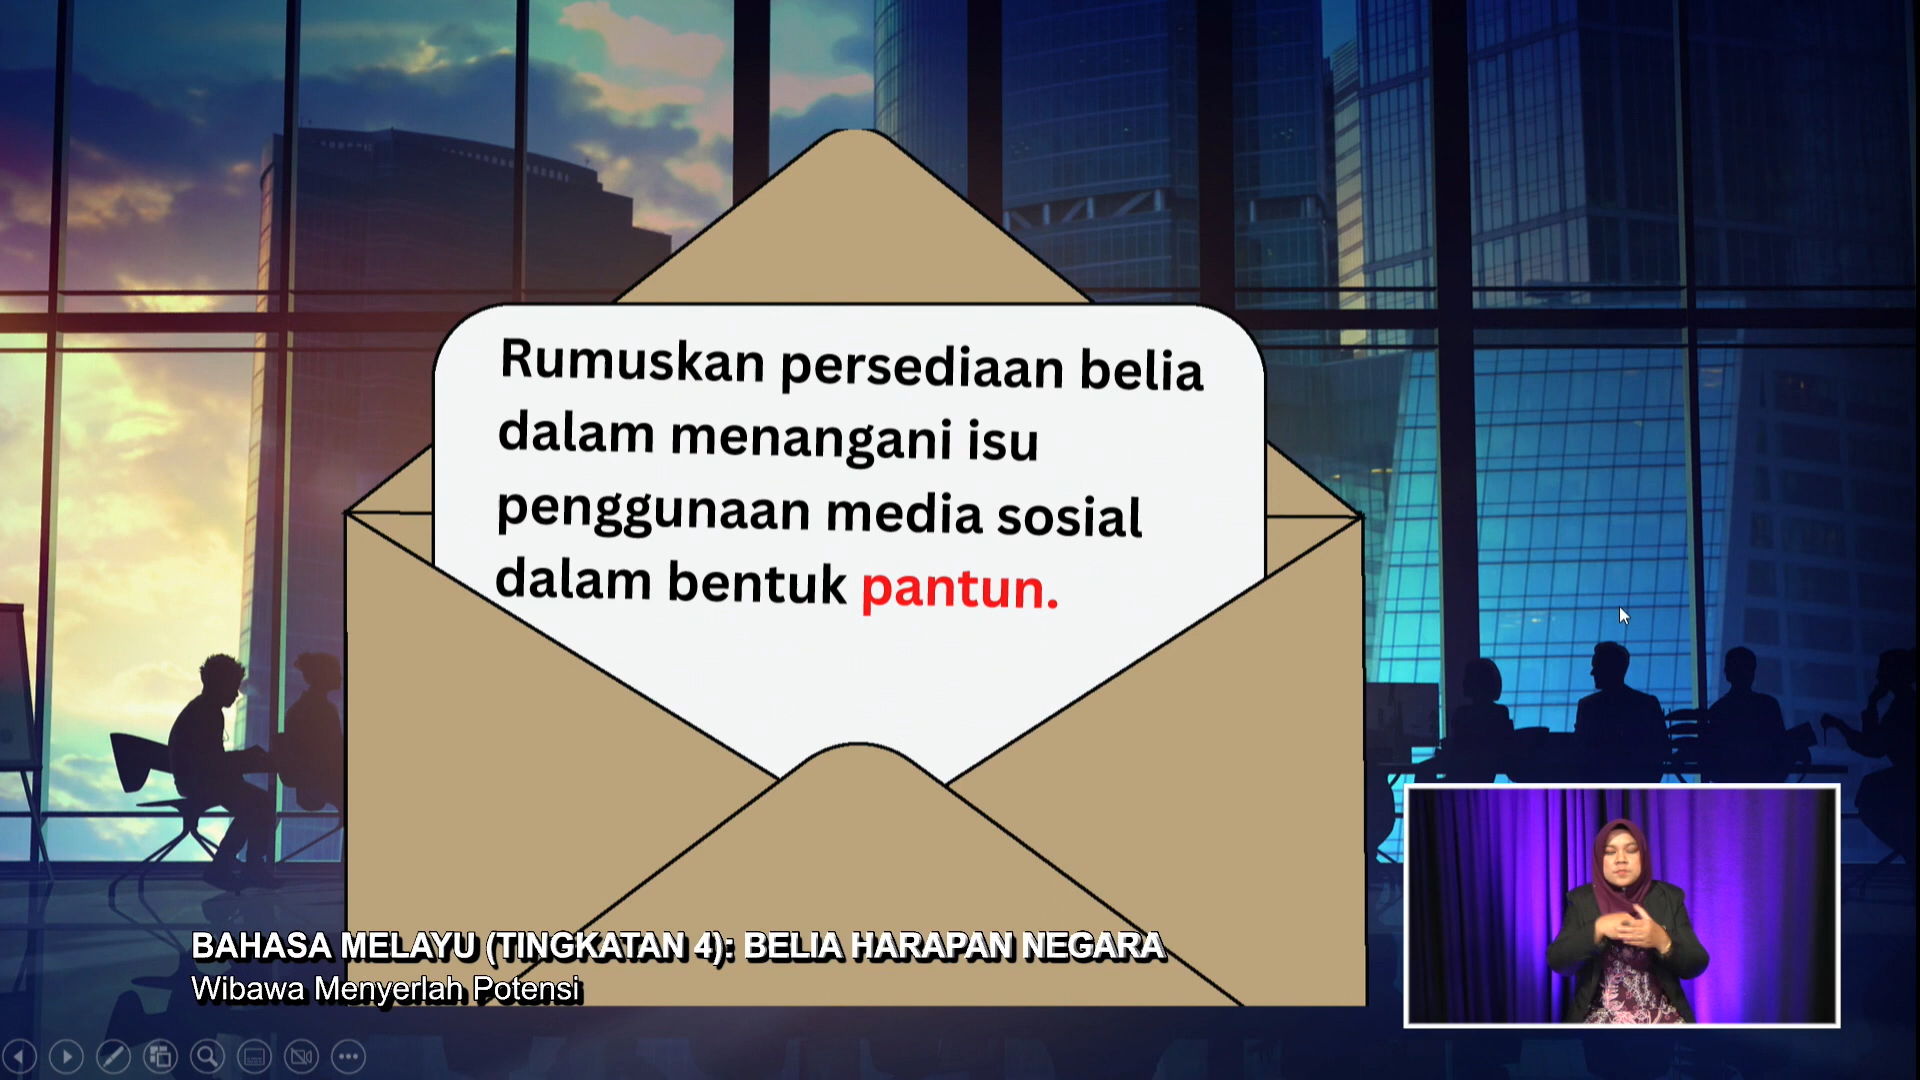 Rumuskan persediaan belia
dalam menangani isu
penggunaan media sosial
dalam bentuk pantun.
BAHASA MELAYU (TINGKATAN 4): BELIA HARAPAN NEGARA
Wibawa Menyerlah Potensi